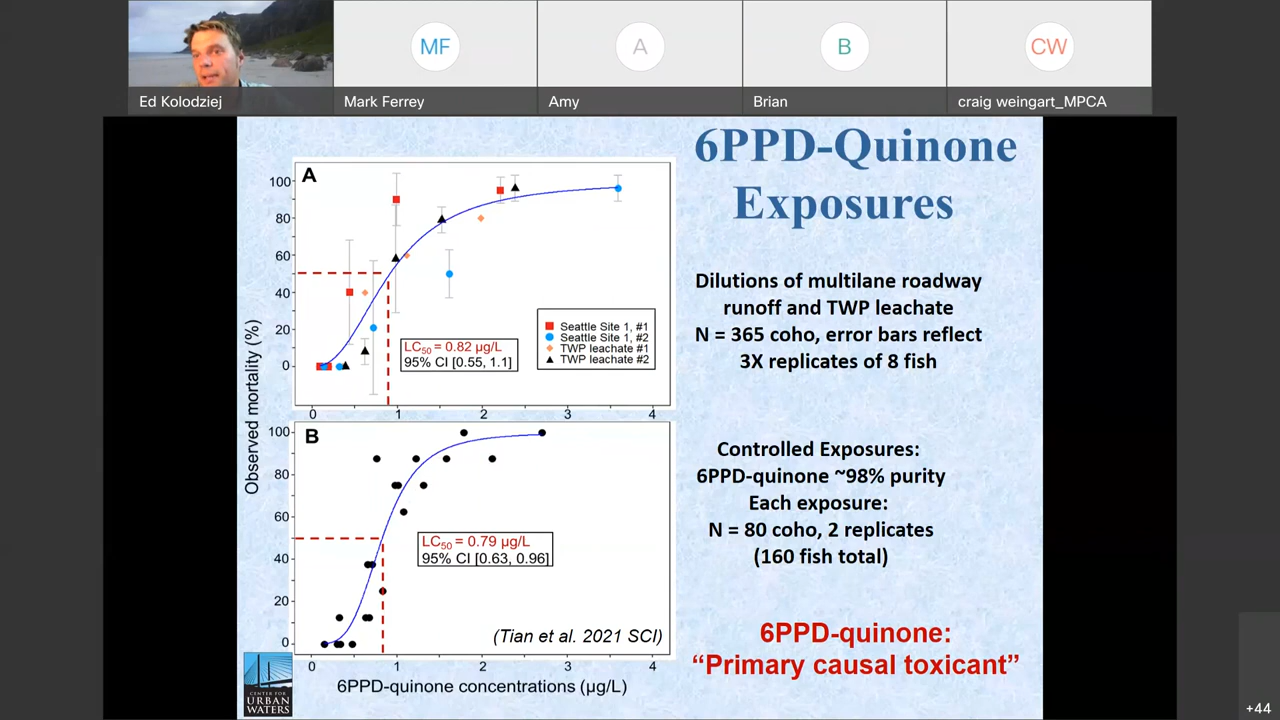 MF
A
B
CW
Ed Kolodziej
Mark Ferrey
Amy
Brian
craig weingart_MPCA
6PPD-Quinone
Exposures
A
100
80
60
40
20
0
0 1 2 3 4
LC50 = 0.82 µg/L
95% CI [0.55, 1.1]
Seattle Site 1, #1
Seattle Site 1, #2
TWP leachate #1
TWP leachate #2
Observed mortality (%)
B
100
80
60
40
20
0
0 1 2 3 4
LC50 = 0.79 µg/L
95% CI [0.63, 0.96]
(Tian et al. 2021 SCI)
6PPD-quinone concentrations (µg/L)
Dilutions of multilane roadway
runoff and TWP leachate
N = 365 coho, error bars reflect
3X replicates of 8 fish
Controlled Exposures:
6PPD-quinone ~98% purity
Each exposure:
N = 80 coho, 2 replicates
(160 fish total)
6PPD-quinone:
“Primary causal toxicant”
CENTER FOR
URBAN
WATERS
+44